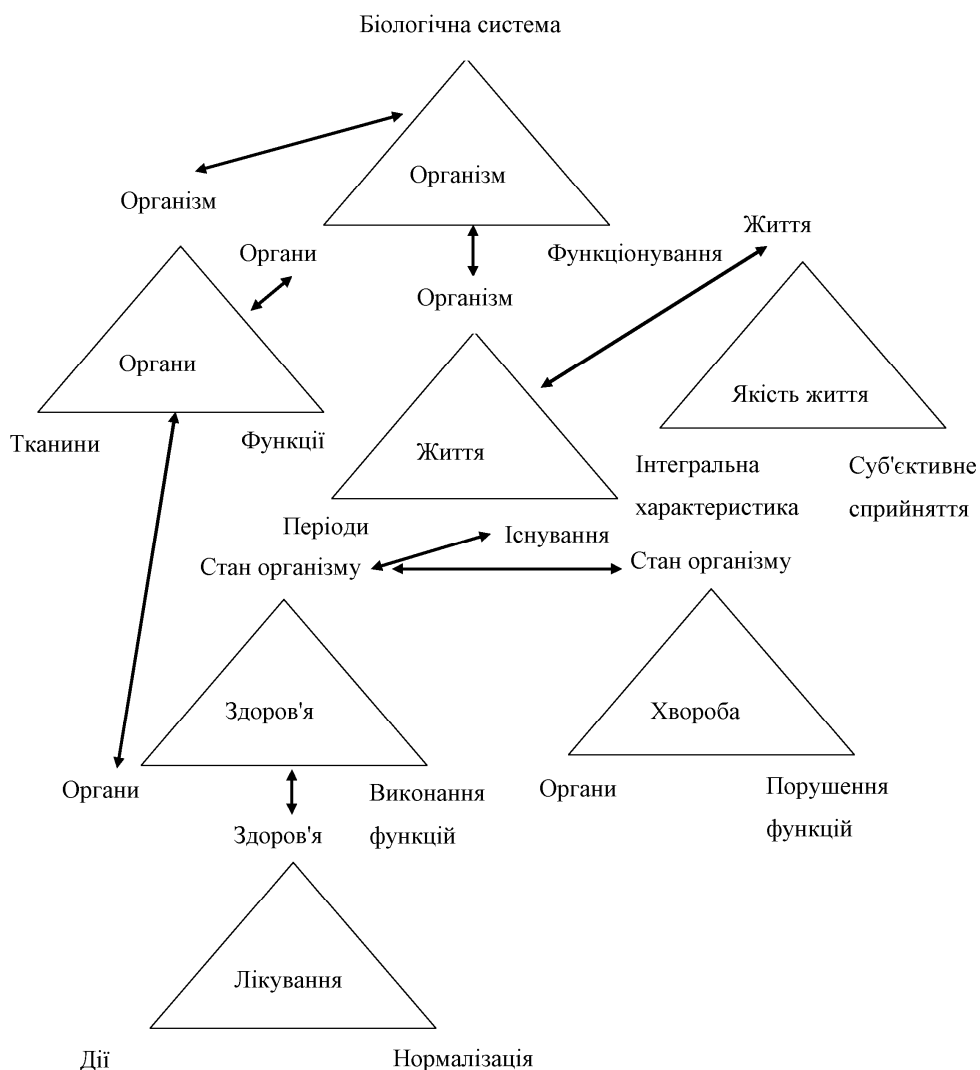 Біологічна система
Організм
Організм
Життя
Органи
Функціонування
Організм
Органи
Якість життя
Тканини
Функції
Життя
Інтегральна
характеристика
Суб'єктивне
сприйняття
Періоди
Існування
Стан організму
Стан організму
Здоров'я
Хвороба
Органи
Виконання
функцій
Органи
Порушення
функцій
Здоров'я
Лікування
Дії
Нормалізація